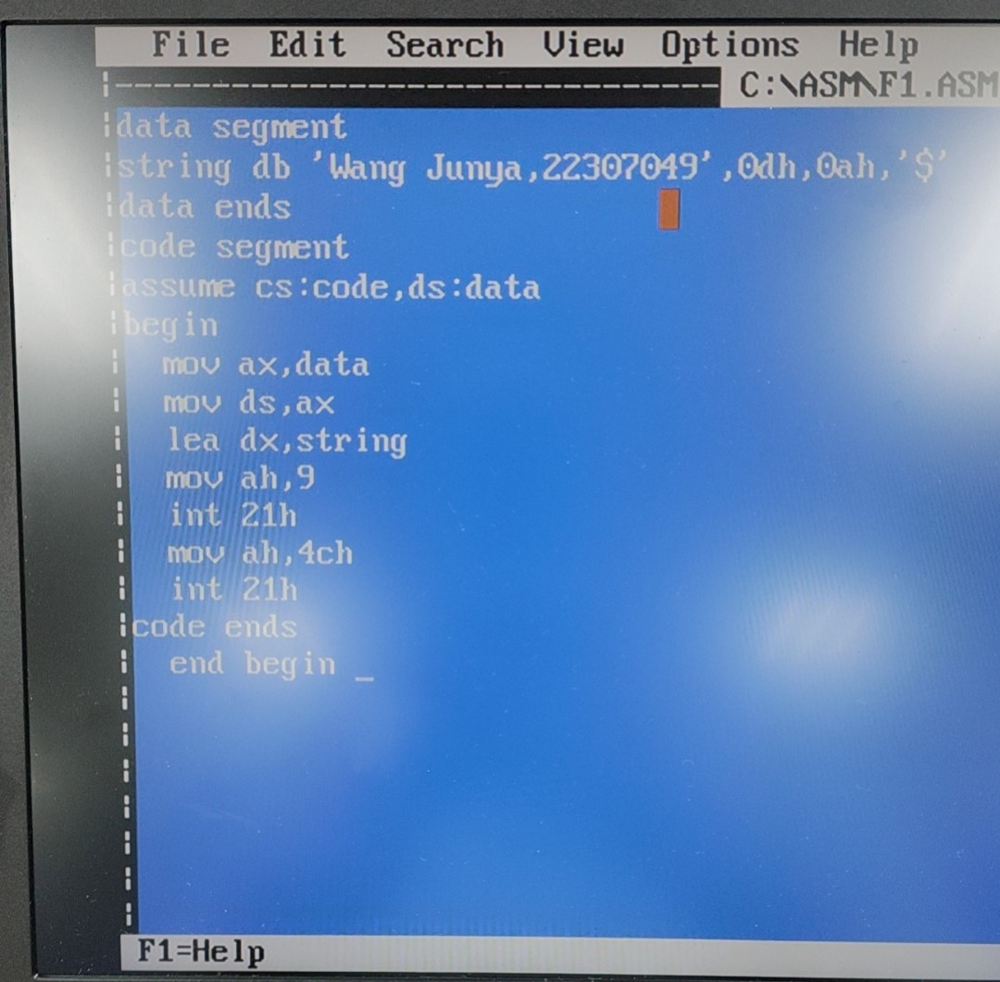 File Edit Search View Options Help
C:\ASM\F1.ASM
data segment
string db 'Wang Junya,22307049',0dh,0ah,'$'
data ends
code segment
assume cs:code,ds:data
begin
mov ax,data
mov ds,ax
lea dx,string
mov ah,9
int 21h
mov ah,4ch
int 21h
code ends
end begin _
F1=Help